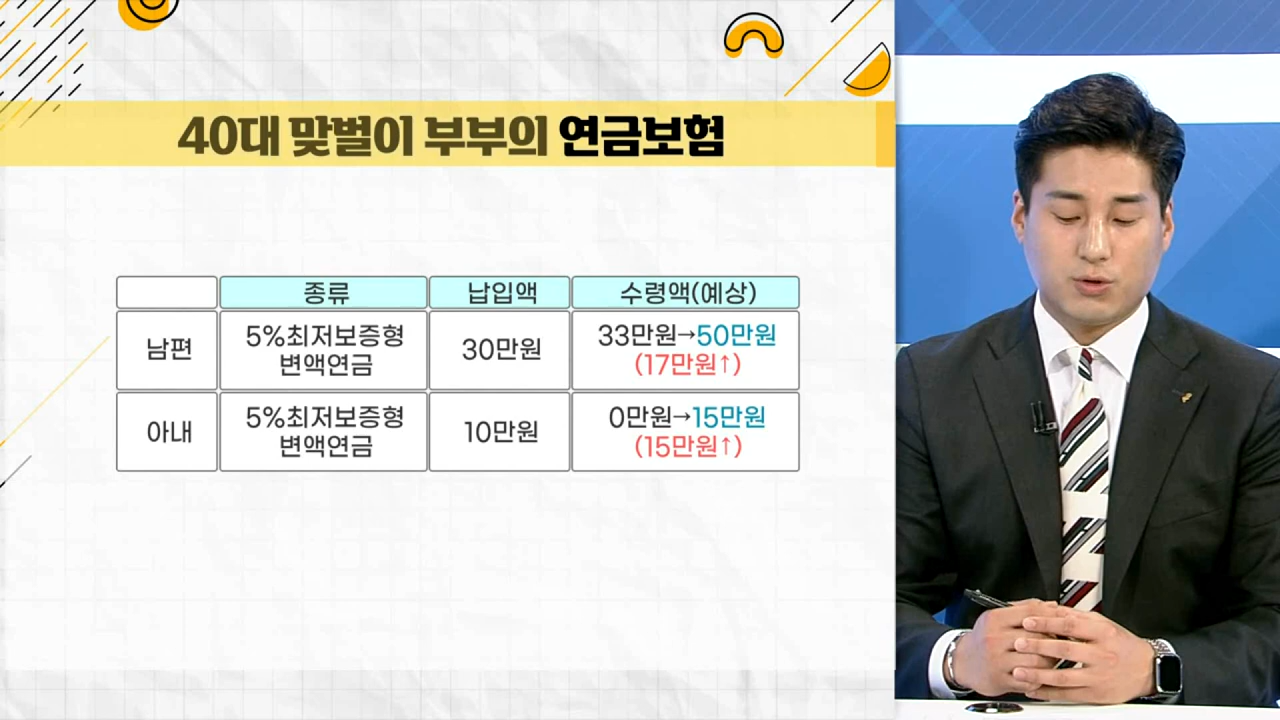 40대 맞벌이 부부의 연금보험
종류 납입액 수령액(예상)
남편 5%최저보증형 변액연금 30만원 33만원→50만원 (17만원↑)
아내 5%최저보증형 변액연금 10만원 0만원→15만원 (15만원↑)